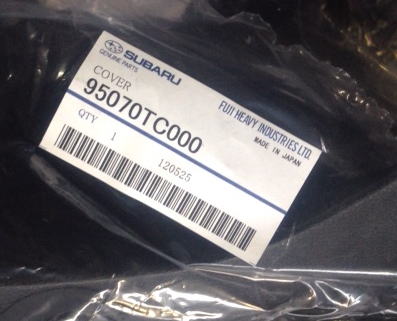 SUBARU
GENUINE PARTS
COVER
95070TC000
FUJI HEAVY INDUSTRIES LTD.
MADE IN JAPAN
QTY 1
120525